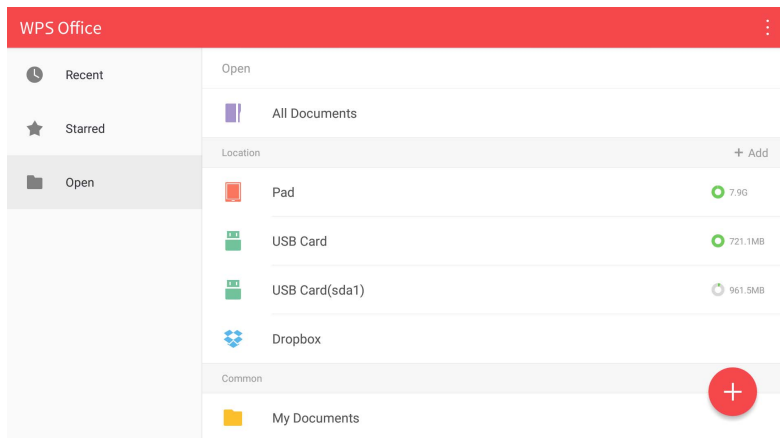 WPS Office
Recent
Starred
Open
Open
All Documents
Location + Add
Pad 7.9G
USB Card 721.1MB
USB Card(sda1) 961.5MB
Dropbox
Common
My Documents